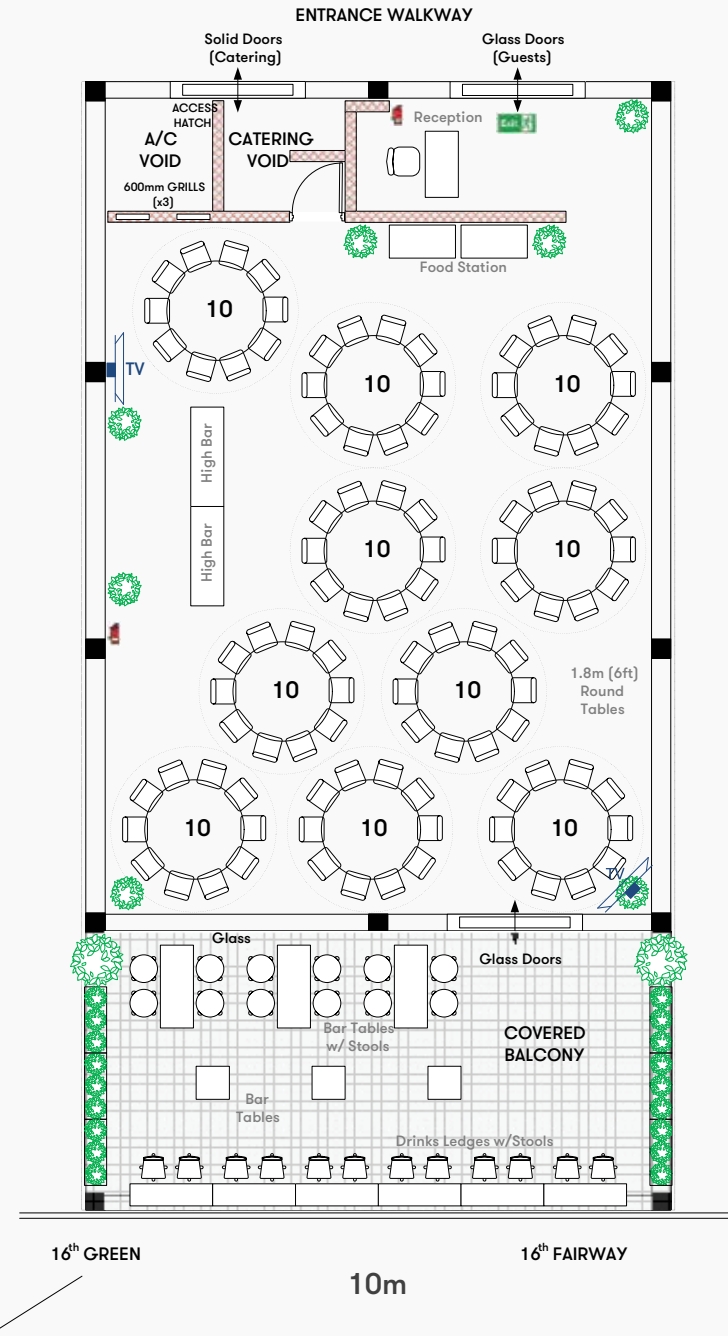 ENTRANCE WALKWAY
Solid Doors
(Catering)
Glass Doors
(Guests)
ACCESS
HATCH
A/C
VOID
CATERING
VOID
Reception
Exit
600mm GRILLS
(x3)
Food Station
10
TV
10
10
High Bar
High Bar
10
10
10
10
1.8m (6ft)
Round
Tables
10
10
10
TV
Glass
Glass Doors
Bar Tables
w/ Stools
COVERED
BALCONY
Bar
Tables
Drinks Ledges w/Stools
16th GREEN
16th FAIRWAY
10m